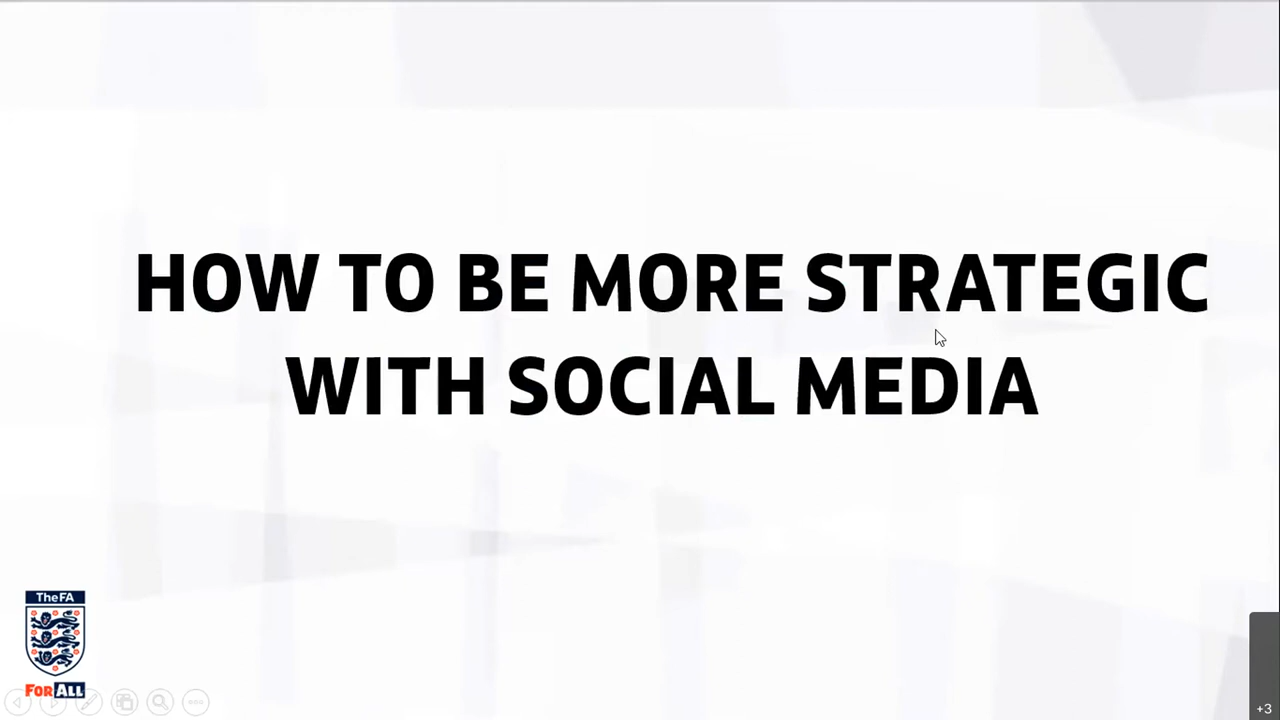 HOW TO BE MORE STRATEGIC
WITH SOCIAL MEDIA
The FA
FOR ALL
+3